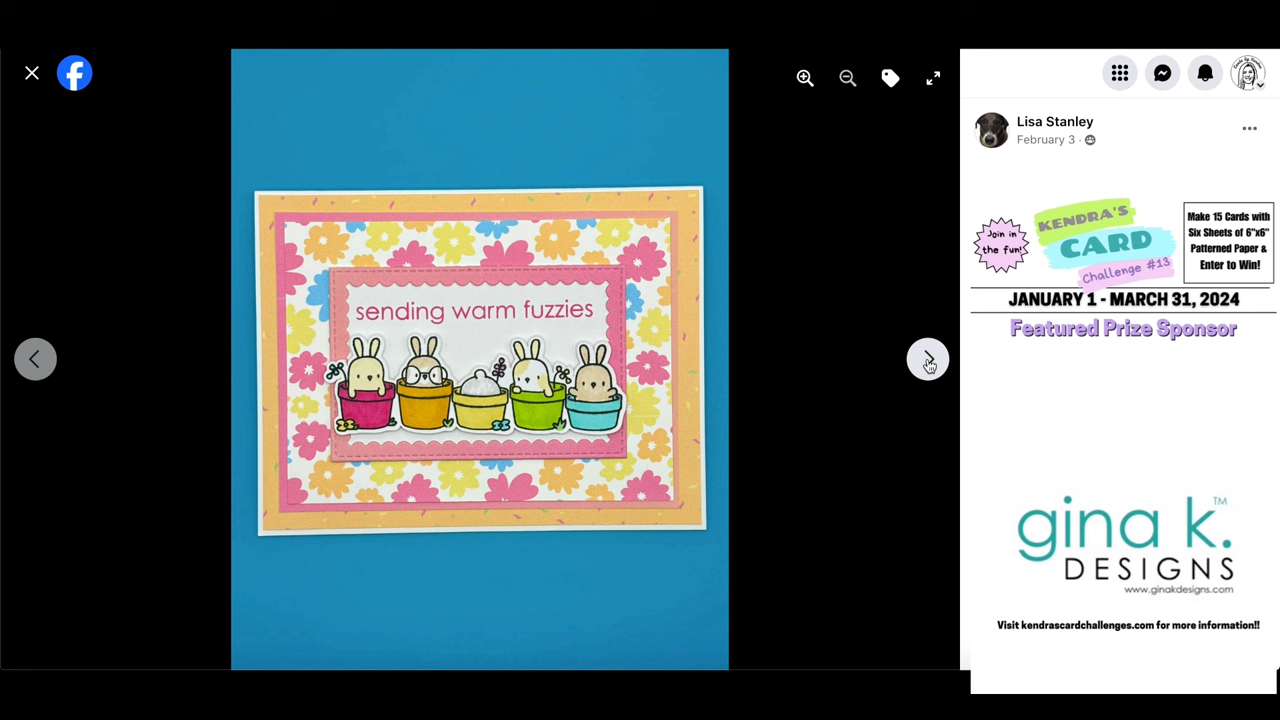 Lisa Stanley
February 3 ·
sending warm fuzzies
Join in
the fun!
KENDRA'S
CARD
Challenge #13
Make 15 Cards with
Six Sheets of 6"x6"
Patterned Paper &
Enter to Win!
JANUARY 1 - MARCH 31, 2024
Featured Prize Sponsor
gina k.™
DESIGNS
www.ginakdesigns.com
Visit kendrascardchallenges.com for more information!!